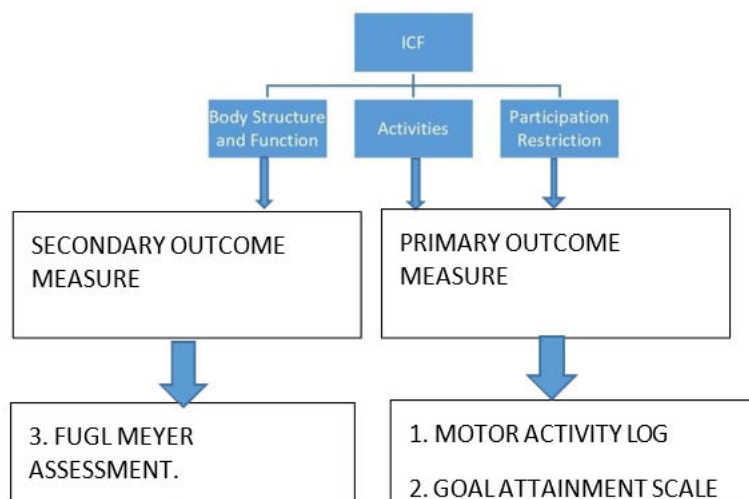 ICF
Body Structure
and Function
Activities
Participation
Restriction
SECONDARY OUTCOME
MEASURE
PRIMARY OUTCOME
MEASURE
3. FUGL MEYER
ASSESSMENT.
1. MOTOR ACTIVITY LOG
2. GOAL ATTAINMENT SCALE